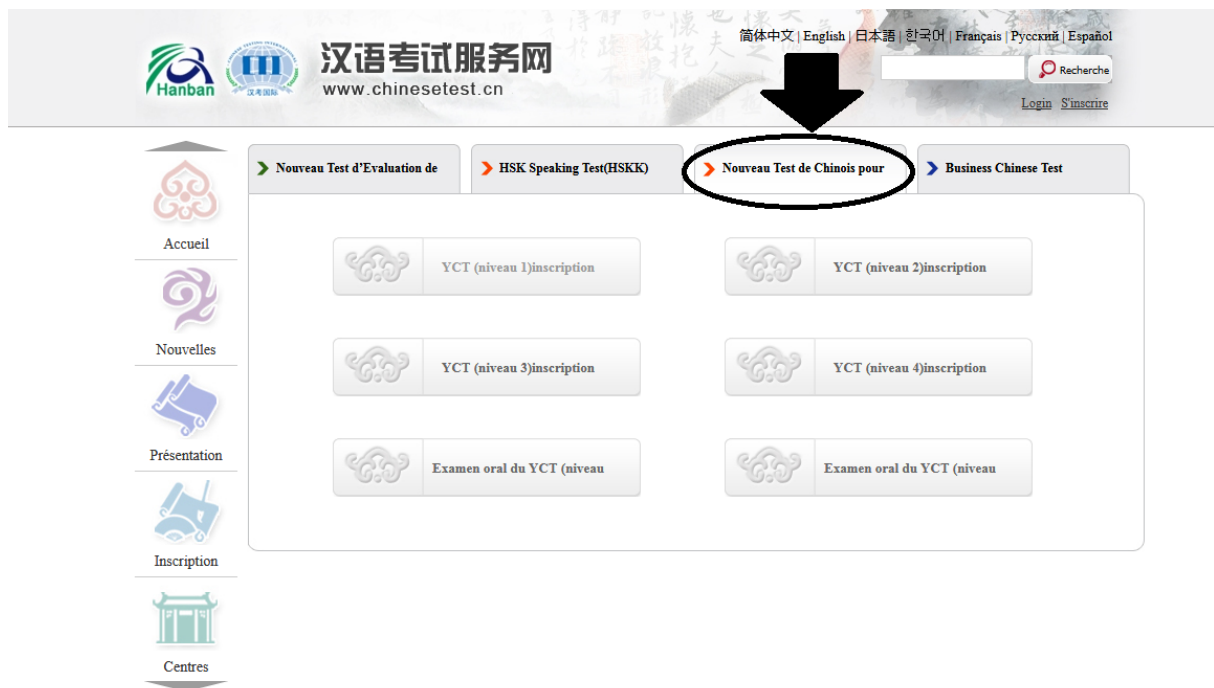 简体中文 | English | 日本語 | 한국어 | Français | Русский | Español
Hanban
汉考国际
汉语考试服务网
www.chinesetest.cn
Recherche
Login S'inscrire
Nouveau Test d'Evaluation de
HSK Speaking Test(HSKK)
Nouveau Test de Chinois pour
Business Chinese Test
Accueil
Nouvelles
Présentation
Inscription
Centres
YCT (niveau 1)inscription
YCT (niveau 2)inscription
YCT (niveau 3)inscription
YCT (niveau 4)inscription
Examen oral du YCT (niveau
Examen oral du YCT (niveau